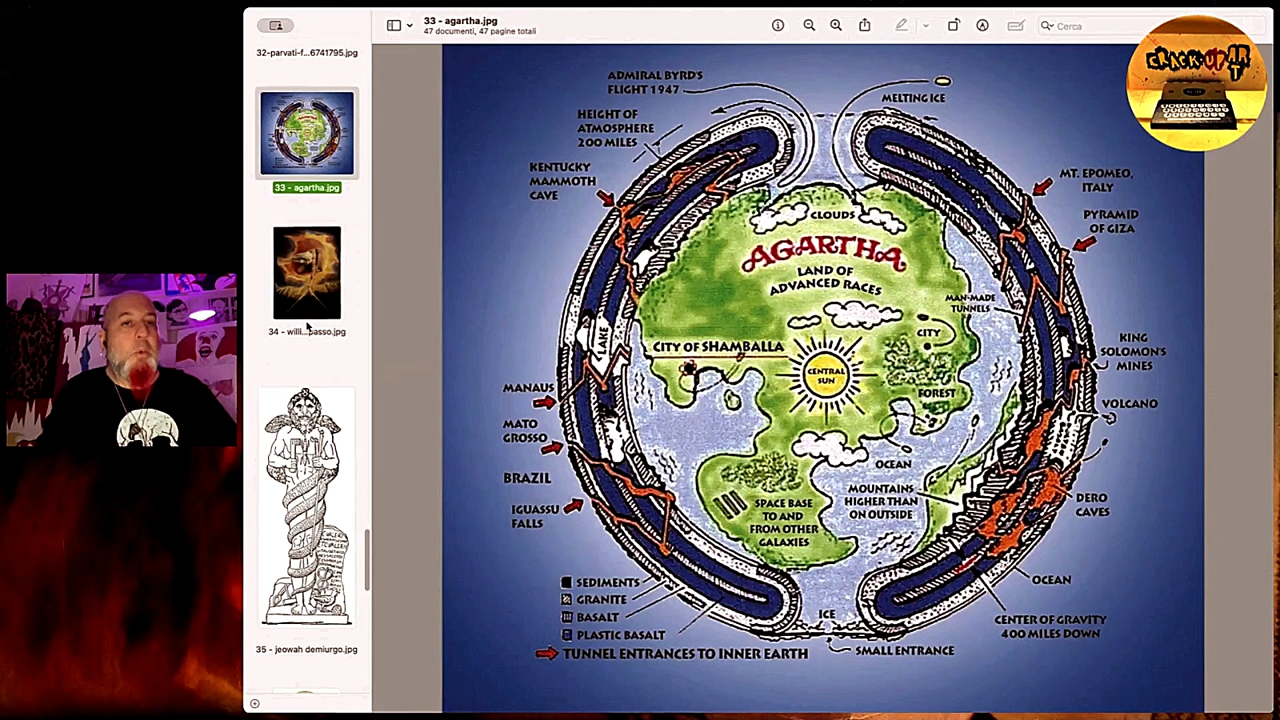 33 - agartha.jpg
47 documenti, 47 pagine totali
Cerca
CRACK-UP ART
32-parvati-f...6741795.jpg
33 - agartha.jpg
34 - willi...passo.jpg
35 - jeowah demiurgo.jpg
ADMIRAL BYRD'S
FLIGHT 1947
MELTING ICE
HEIGHT OF
ATMOSPHERE
200 MILES
KENTUCKY
MAMMOTH
CAVE
MT. EPOMEO,
ITALY
PYRAMID
OF GIZA
CLOUDS
AGARTHA
LAND OF
ADVANCED RACES
MAN-MADE
TUNNELS
CITY
LAKE
CITY OF SHAMBALLA
CENTRAL
SUN
KING
SOLOMON'S
MINES
FOREST
MANAUS
VOLCANO
MATO
GROSSO
OCEAN
BRAZIL
MOUNTAINS
HIGHER THAN
ON OUTSIDE
SPACE BASE
TO AND
FROM OTHER
GALAXIES
DERO
CAVES
IGUASSU
FALLS
SEDIMENTS
GRANITE
BASALT
PLASTIC BASALT
ICE
OCEAN
CENTER OF GRAVITY
400 MILES DOWN
TUNNEL ENTRANCES TO INNER EARTH
SMALL ENTRANCE